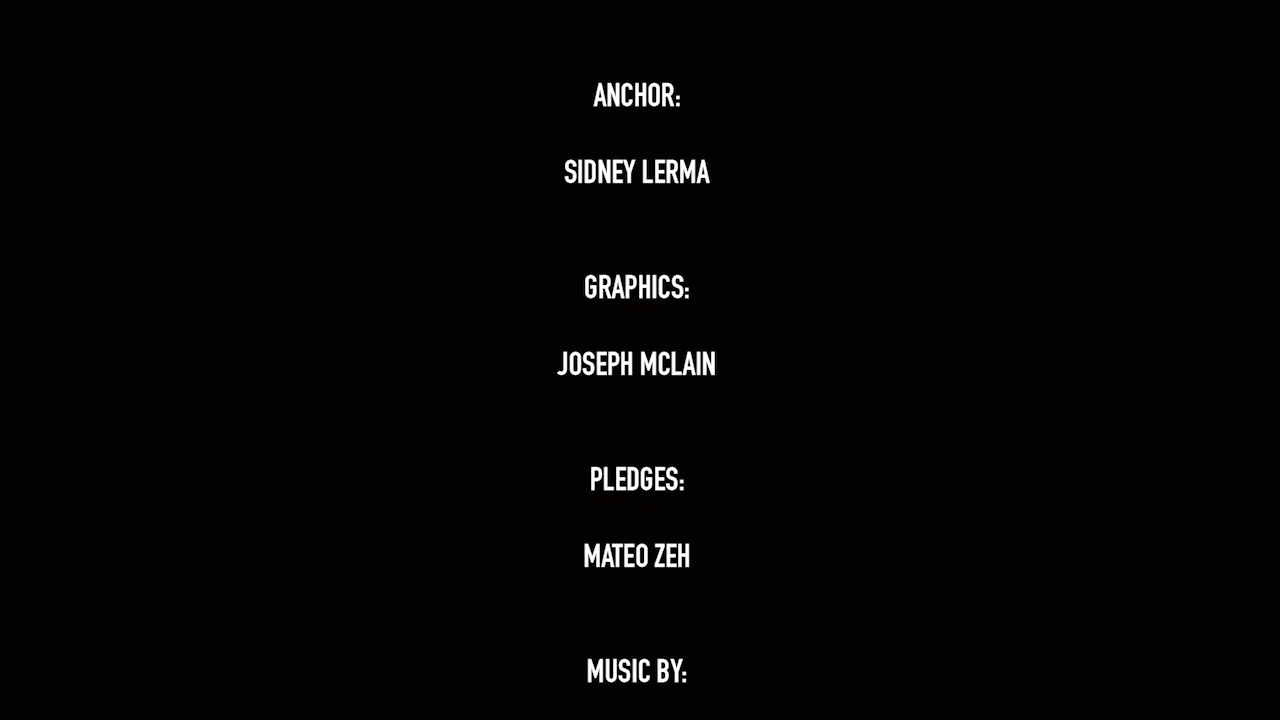 ANCHOR:
SIDNEY LERMA
GRAPHICS:
JOSEPH MCLAIN
PLEDGES:
MATEO ZEH
MUSIC BY: